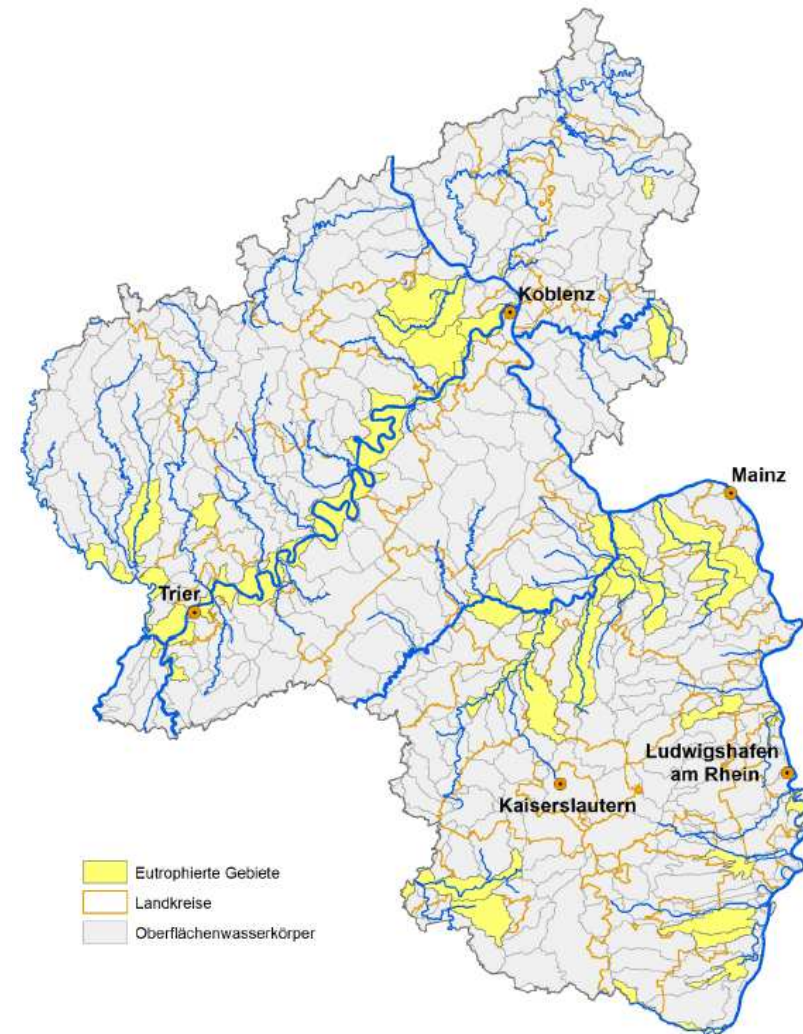 Koblenz
Mainz
Trier
Ludwigshafen
am Rhein
Kaiserslautern
Eutrophierte Gebiete
Landkreise
Oberflächenwasserkörper